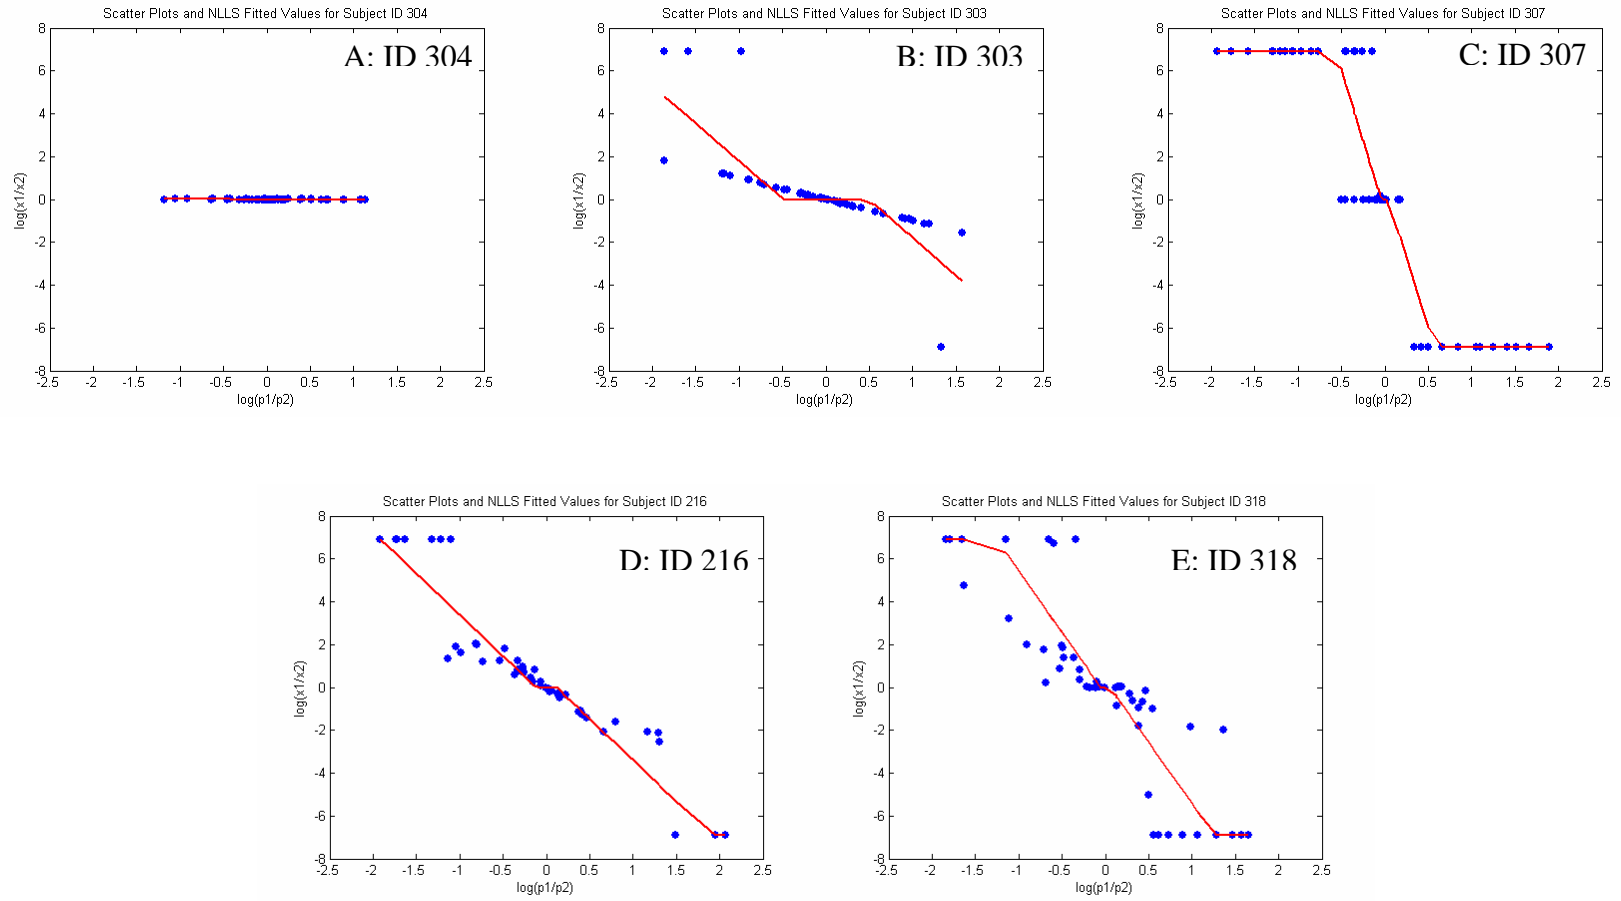 Scatter Plots and NLLS Fitted Values for Subject ID 304
A: ID 304
8
6
4
2
0
-2
-4
-6
-8
log(x1/x2)
-2.5 -2 -1.5 -1 -0.5 0 0.5 1 1.5 2 2.5
log(p1/p2)
Scatter Plots and NLLS Fitted Values for Subject ID 303
B: ID 303
8
6
4
2
0
-2
-4
-6
-8
log(x1/x2)
-2.5 -2 -1.5 -1 -0.5 0 0.5 1 1.5 2 2.5
log(p1/p2)
Scatter Plots and NLLS Fitted Values for Subject ID 307
C: ID 307
8
6
4
2
0
-2
-4
-6
-8
log(x1/x2)
-2.5 -2 -1.5 -1 -0.5 0 0.5 1 1.5 2 2.5
log(p1/p2)
Scatter Plots and NLLS Fitted Values for Subject ID 216
D: ID 216
8
6
4
2
0
-2
-4
-6
-8
log(x1/x2)
-2.5 -2 -1.5 -1 -0.5 0 0.5 1 1.5 2 2.5
log(p1/p2)
Scatter Plots and NLLS Fitted Values for Subject ID 318
E: ID 318
8
6
4
2
0
-2
-4
-6
-8
log(x1/x2)
-2.5 -2 -1.5 -1 -0.5 0 0.5 1 1.5 2 2.5
log(p1/p2)